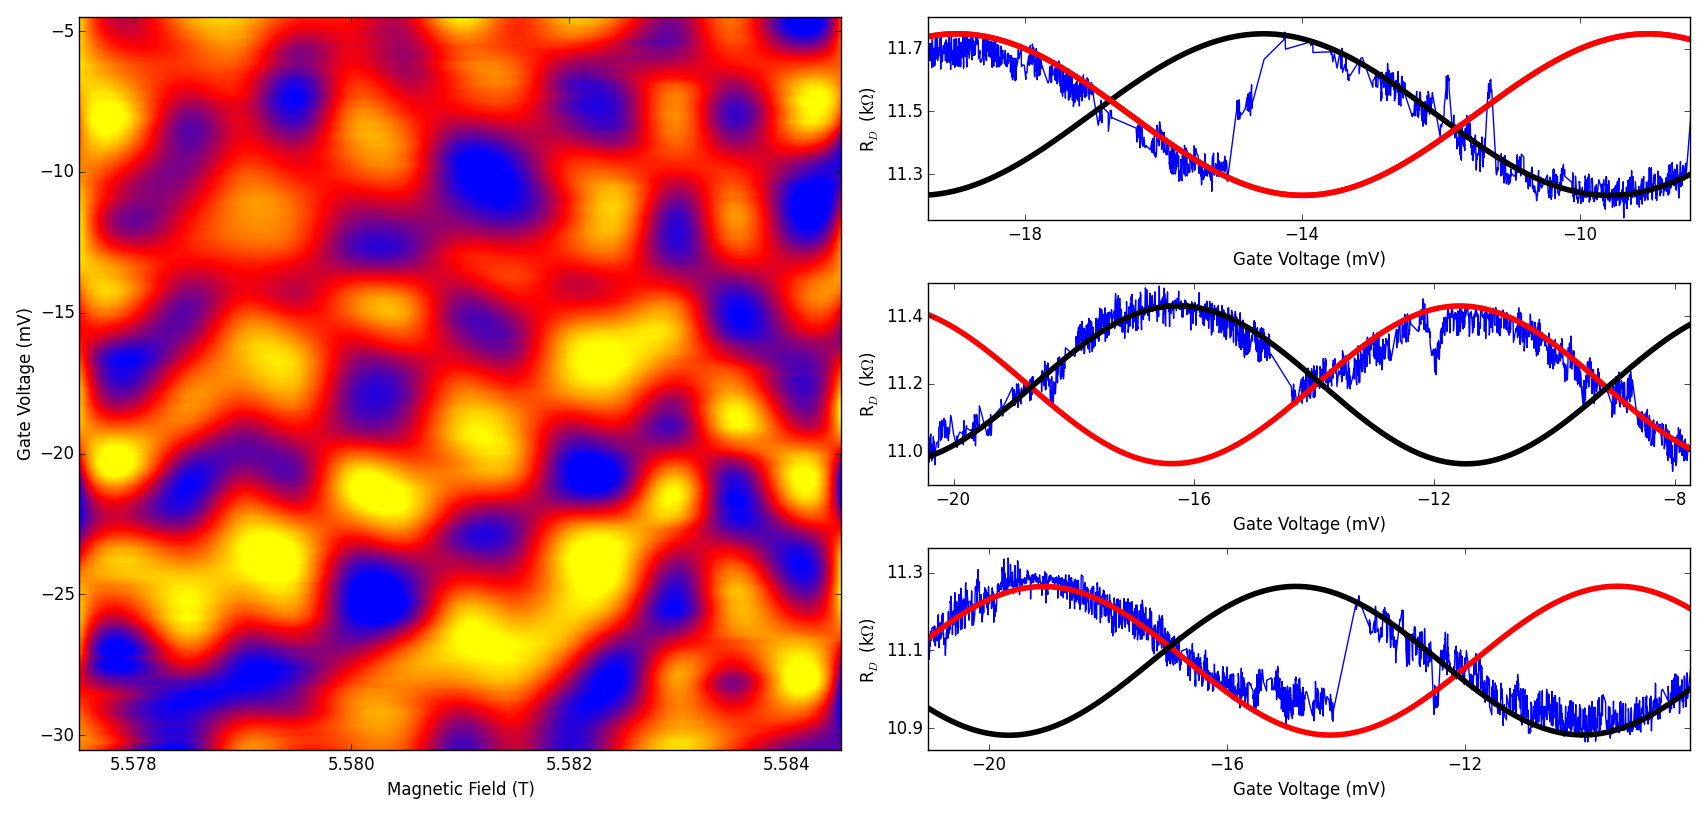 −5
−10
−15
−20
−25
−30
Gate Voltage (mV)
5.578 5.580 5.582 5.584
Magnetic Field (T)
11.7
11.5
11.3
R_D (kΩ)
−18 −14 −10
Gate Voltage (mV)
11.4
11.2
11.0
R_D (kΩ)
−20 −16 −12 −8
Gate Voltage (mV)
11.3
11.1
10.9
R_D (kΩ)
−20 −16 −12
Gate Voltage (mV)